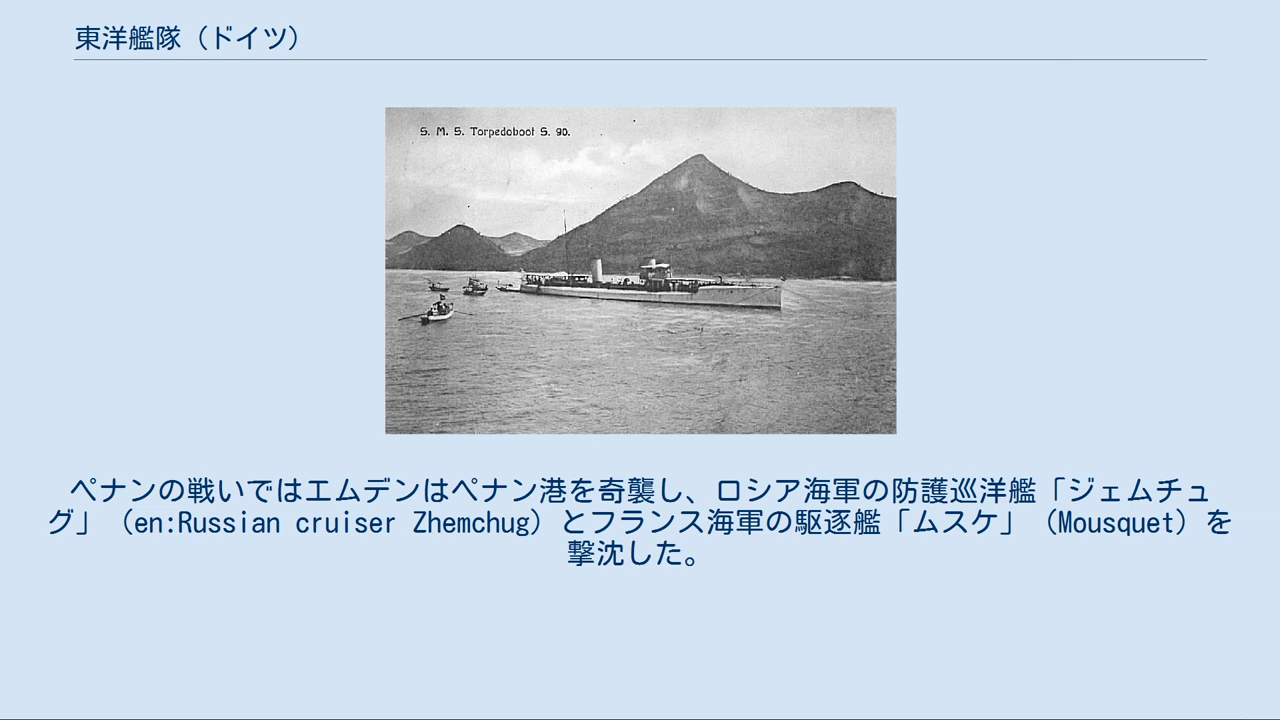 東洋艦隊（ドイツ）
S. M. S. Torpedoboot S. 90.
ペナンの戦いではエムデンはペナン港を奇襲し、ロシア海軍の防護巡洋艦「ジェムチュ
グ」（en:Russian cruiser Zhemchug）とフランス海軍の駆逐艦「ムスケ」（Mousquet）を
撃沈した。